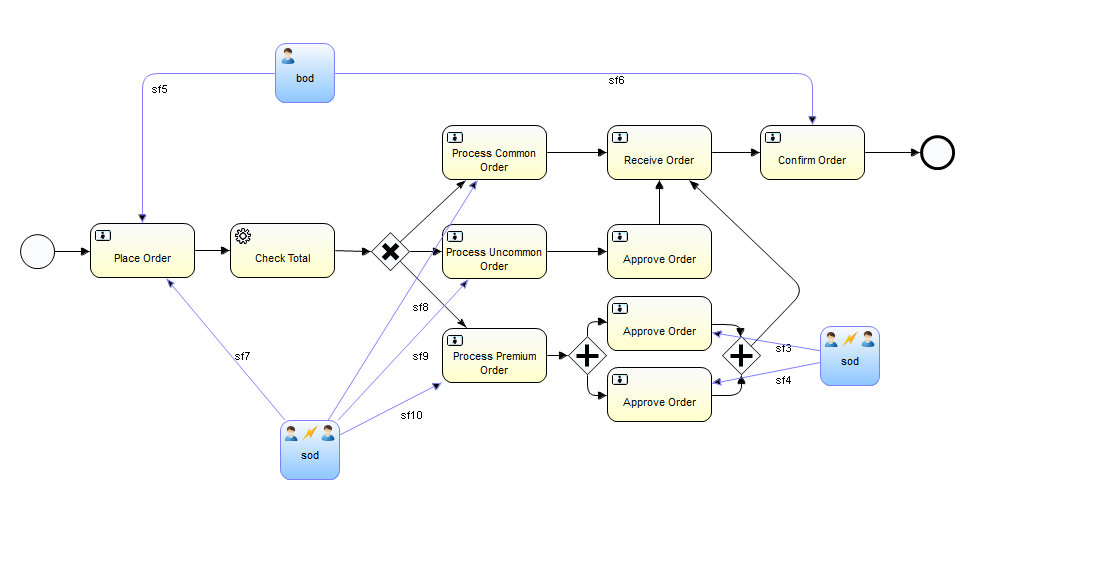 bod
sf5
sf6
Process Common
Order
Receive Order
Confirm Order
Place Order
Check Total
Process Uncommon
Order
Approve Order
sf8
Approve Order
sf7
sf9
Process Premium
Order
sf3
sod
sf4
Approve Order
sf10
sod